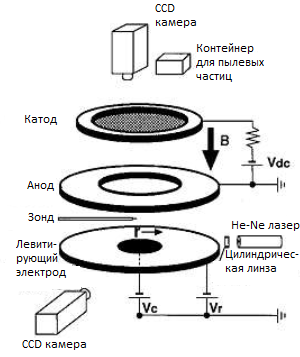 CCD
камера
Контейнер
для пылевых
частиц
Катод
B
Vdc
Анод
Зонд
He-Ne лазер
r
Левити-
рующий
электрод
Цилиндричес-
кая линза
Vc
Vr
CCD камера